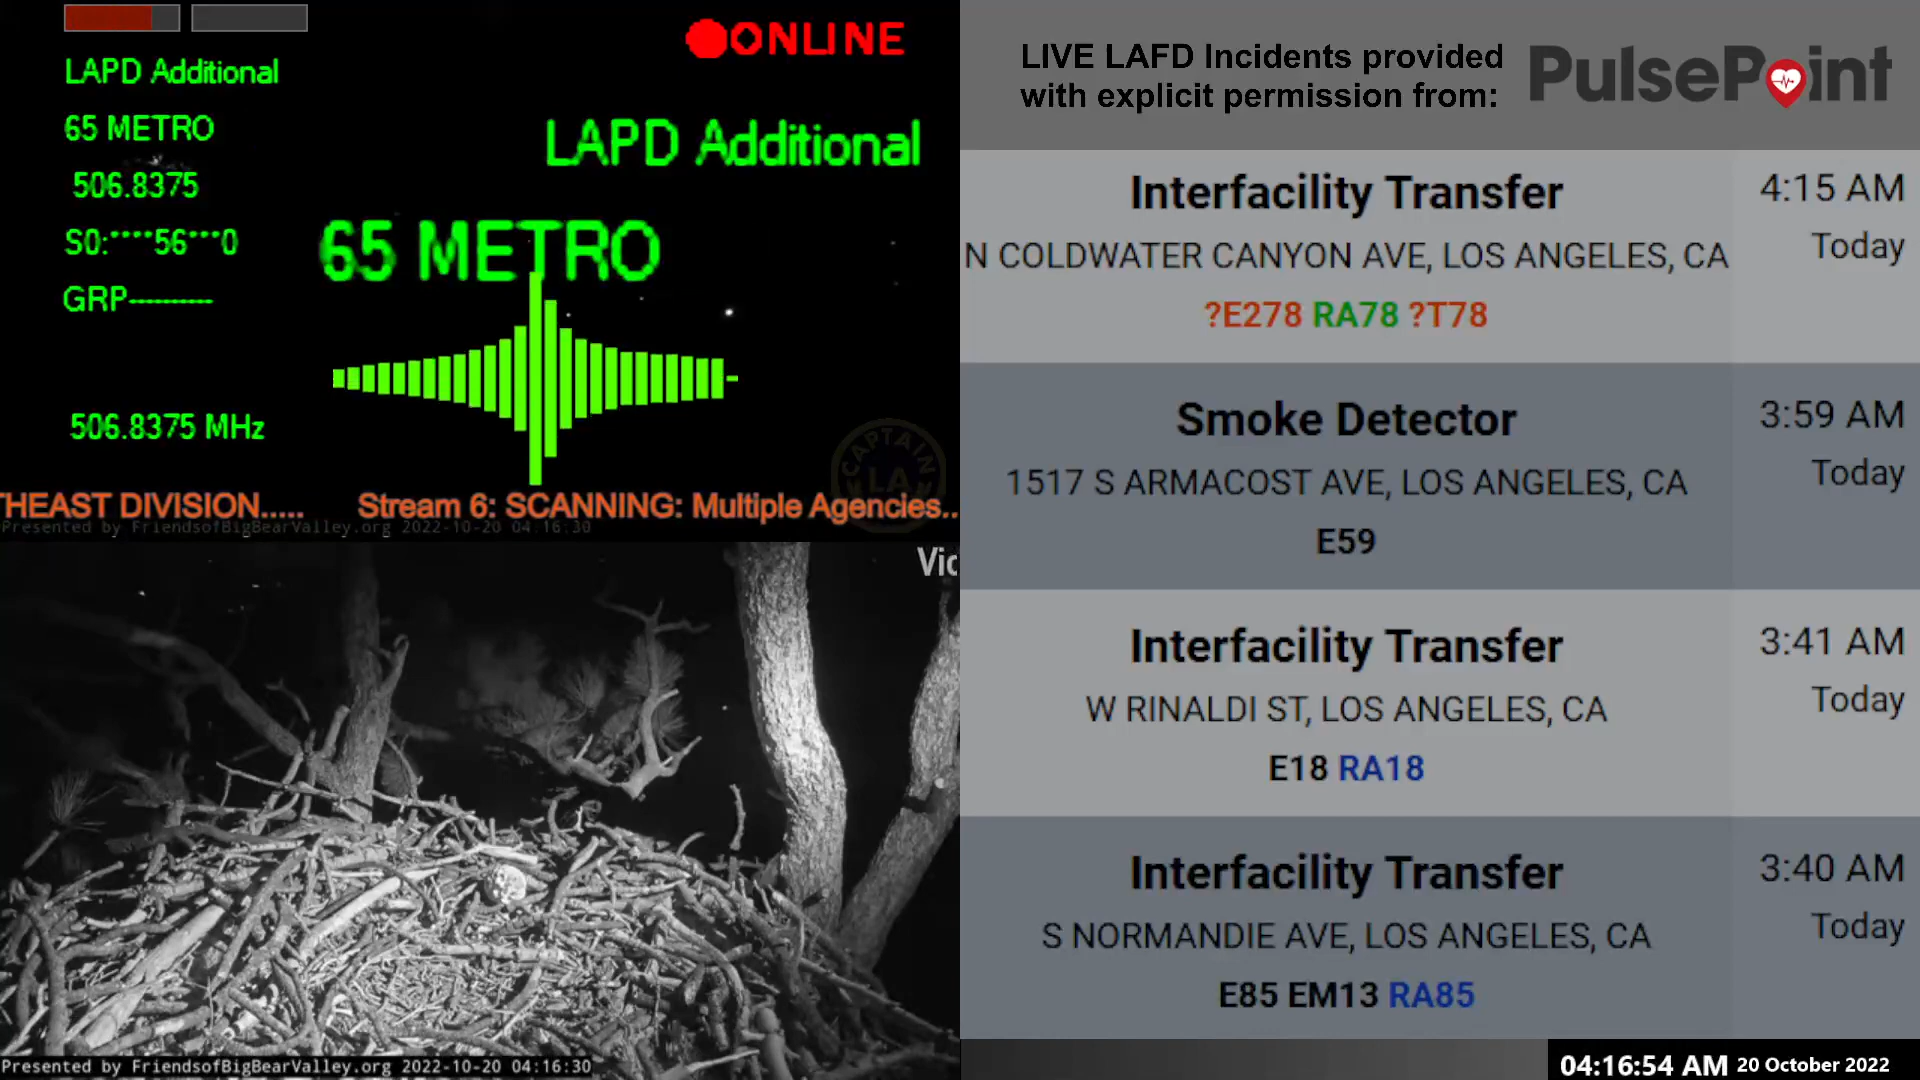 LAPD Additional
65 METRO
506.8375
S0:****56***0
GRP----------
506.8375 MHz
ONLINE
LAPD Additional
65 METRO
CAPTAIN
LA
THEAST DIVISION..... Stream 6: SCANNING: Multiple Agencies..
Presented by FriendsofBigBearValley.org 2022-10-20 04:16:30
Vic
Presented by FriendsofBigBearValley.org 2022-10-20 04:16:30
LIVE LAFD Incidents provided
with explicit permission from:
PulsePoint
Interfacility Transfer
4:15 AM
N COLDWATER CANYON AVE, LOS ANGELES, CA
Today
?E278 RA78 ?T78
Smoke Detector
3:59 AM
1517 S ARMACOST AVE, LOS ANGELES, CA
Today
E59
Interfacility Transfer
3:41 AM
W RINALDI ST, LOS ANGELES, CA
Today
E18 RA18
Interfacility Transfer
3:40 AM
S NORMANDIE AVE, LOS ANGELES, CA
Today
E85 EM13 RA85
04:16:54 AM 20 October 2022